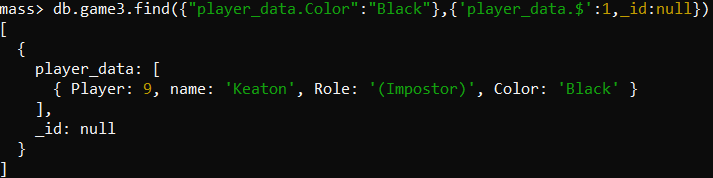 mass> db.game3.find({"player_data.Color":"Black"},{'player_data.$':1,_id:null})
[
  {
    player_data: [
      { Player: 9, name: 'Keaton', Role: '(Impostor)', Color: 'Black' }
    ],
    _id: null
  }
]